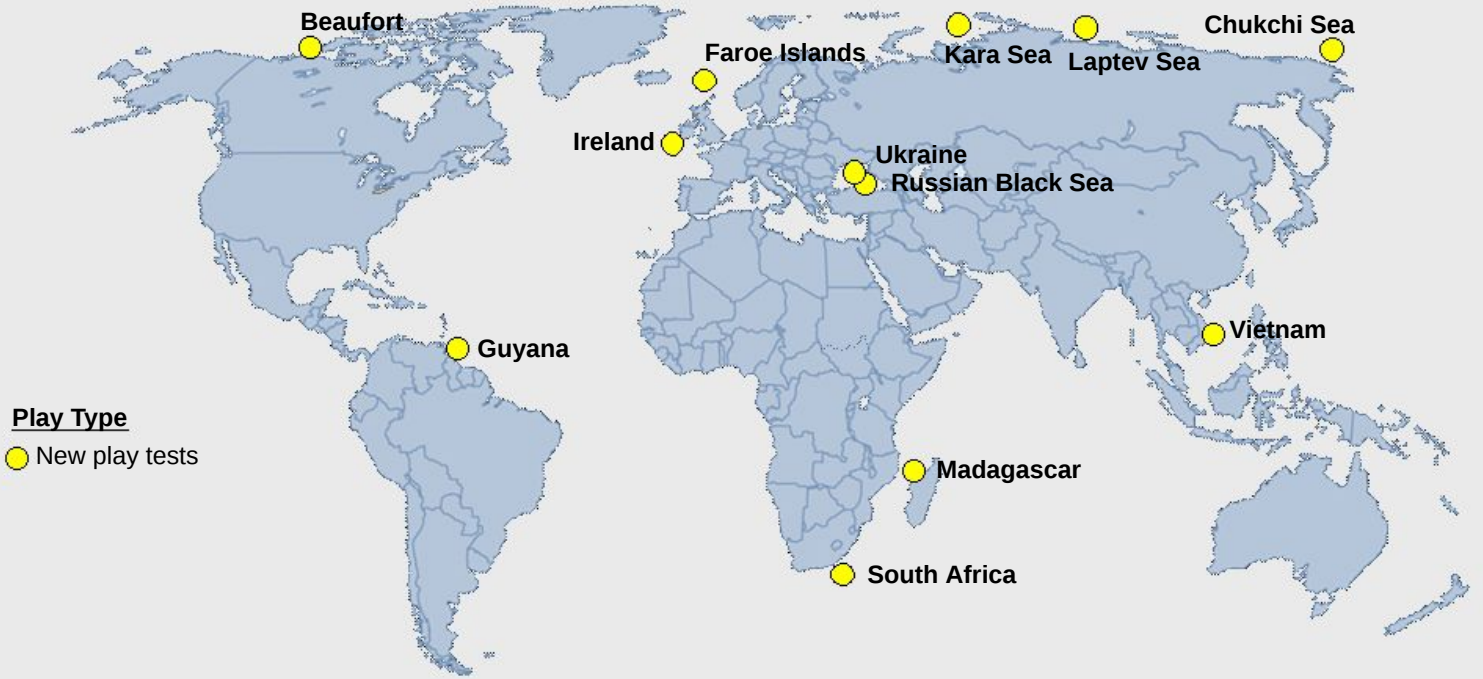 Beaufort
Chukchi Sea
Faroe Islands
Kara Sea
Laptev Sea
Ireland
Ukraine
Russian Black Sea
Vietnam
Guyana
Play Type
New play tests
Madagascar
South Africa